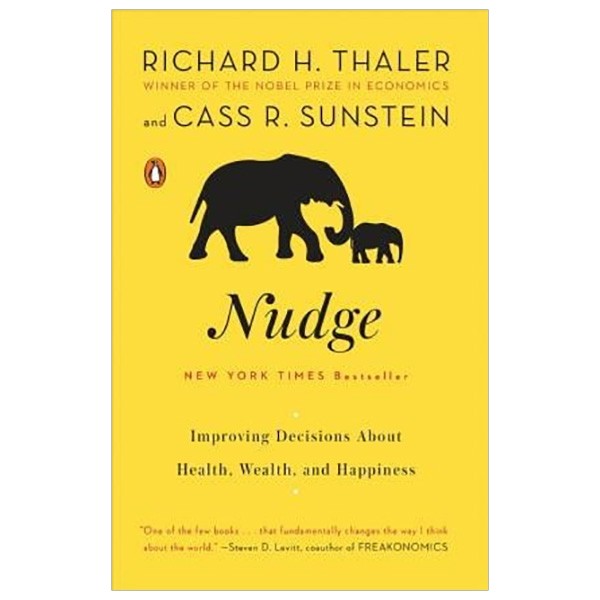 RICHARD H. THALER
WINNER OF THE NOBEL PRIZE IN ECONOMICS
and CASS R. SUNSTEIN
Nudge
NEW YORK TIMES Bestseller
Improving Decisions About
Health, Wealth, and Happiness
"One of the few books . . . that fundamentally changes the way I think
about the world." —Steven D. Levitt, coauthor of FREAKONOMICS